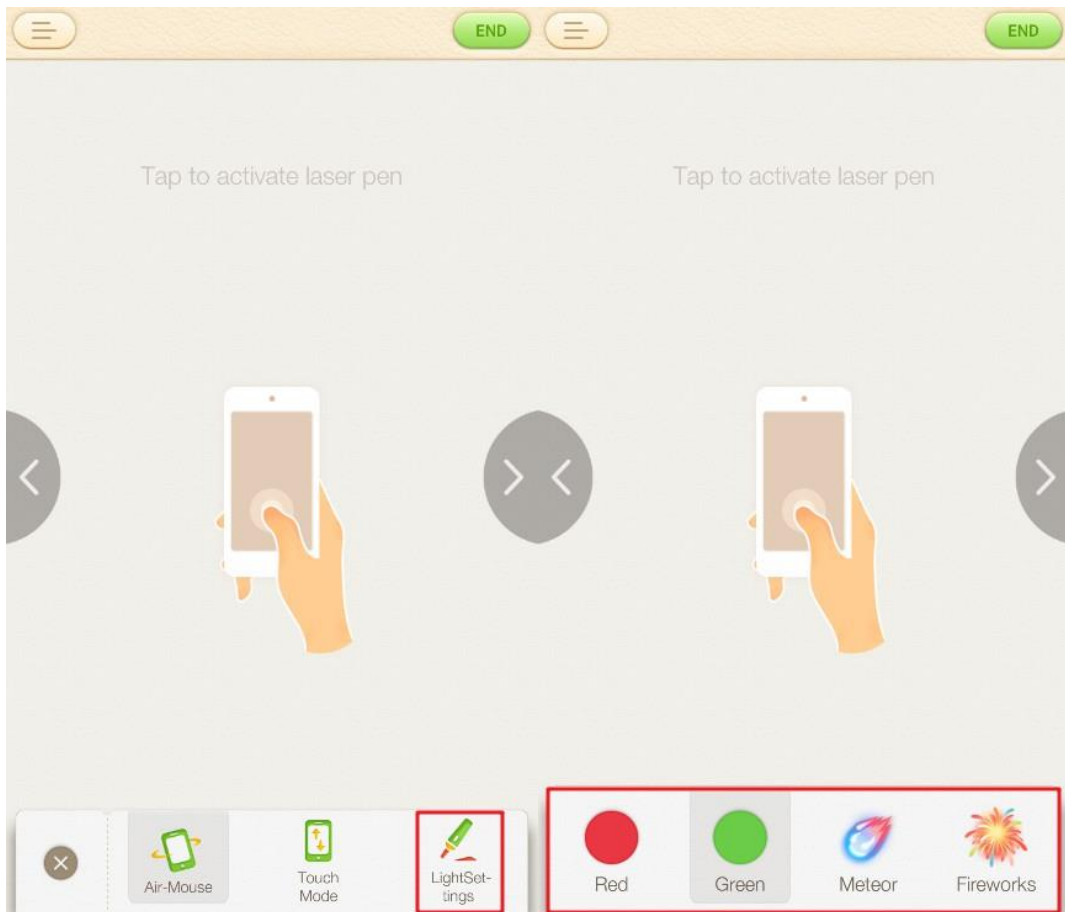 END
Tap to activate laser pen
Air-Mouse
Touch
Mode
LightSet-
tings
END
Tap to activate laser pen
Red
Green
Meteor
Fireworks